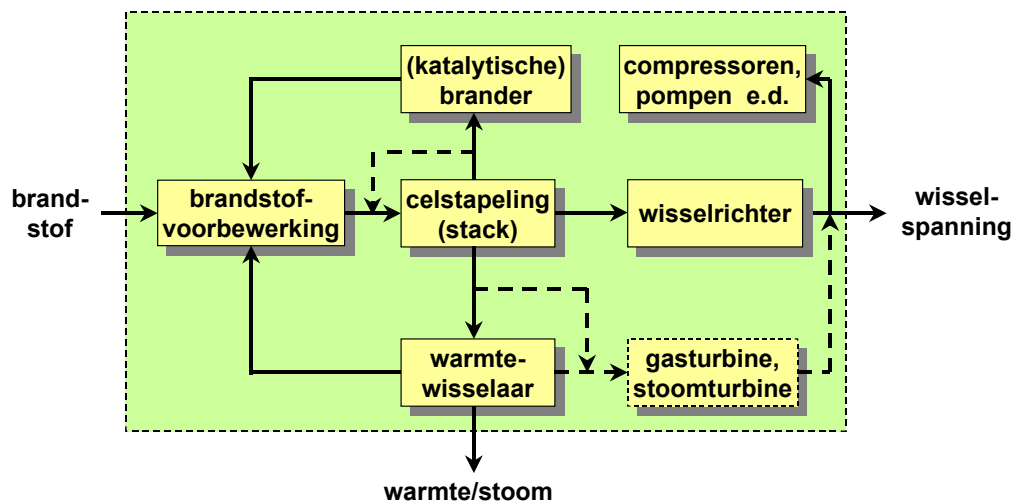 (katalytische)
brander
compressoren,
pompen e.d.
brand-
stof
brandstof-
voorbewerking
celstapeling
(stack)
wisselrichter
wissel-
spanning
warmte-
wisselaar
gasturbine,
stoomturbine
warmte/stoom